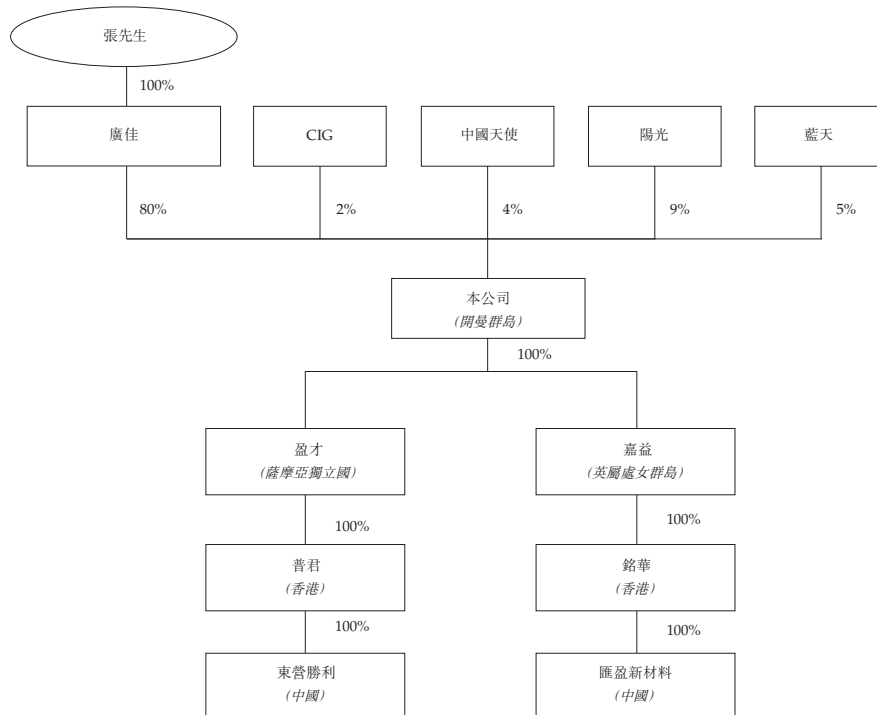 張先生
100%
廣佳
CIG
中國天使
陽光
藍天
80%
2%
4%
9%
5%
本公司
(開曼群島)
100%
盈才
(薩摩亞獨立國)
嘉益
(英屬處女群島)
100%
100%
普君
(香港)
銘華
(香港)
100%
100%
東營勝利
(中國)
匯盈新材料
(中國)